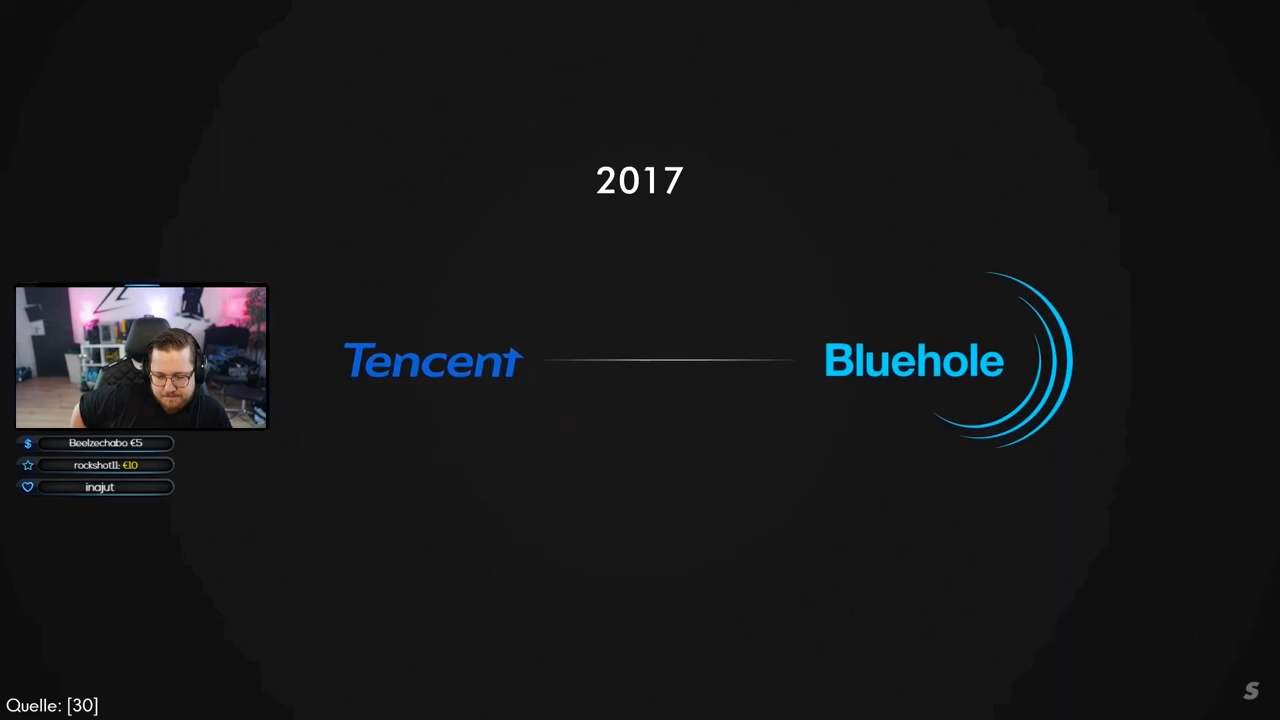 2017
Tencent
Bluehole
Beelzechabo €5
rockshot11: €10
inajut
Quelle: [30]
S